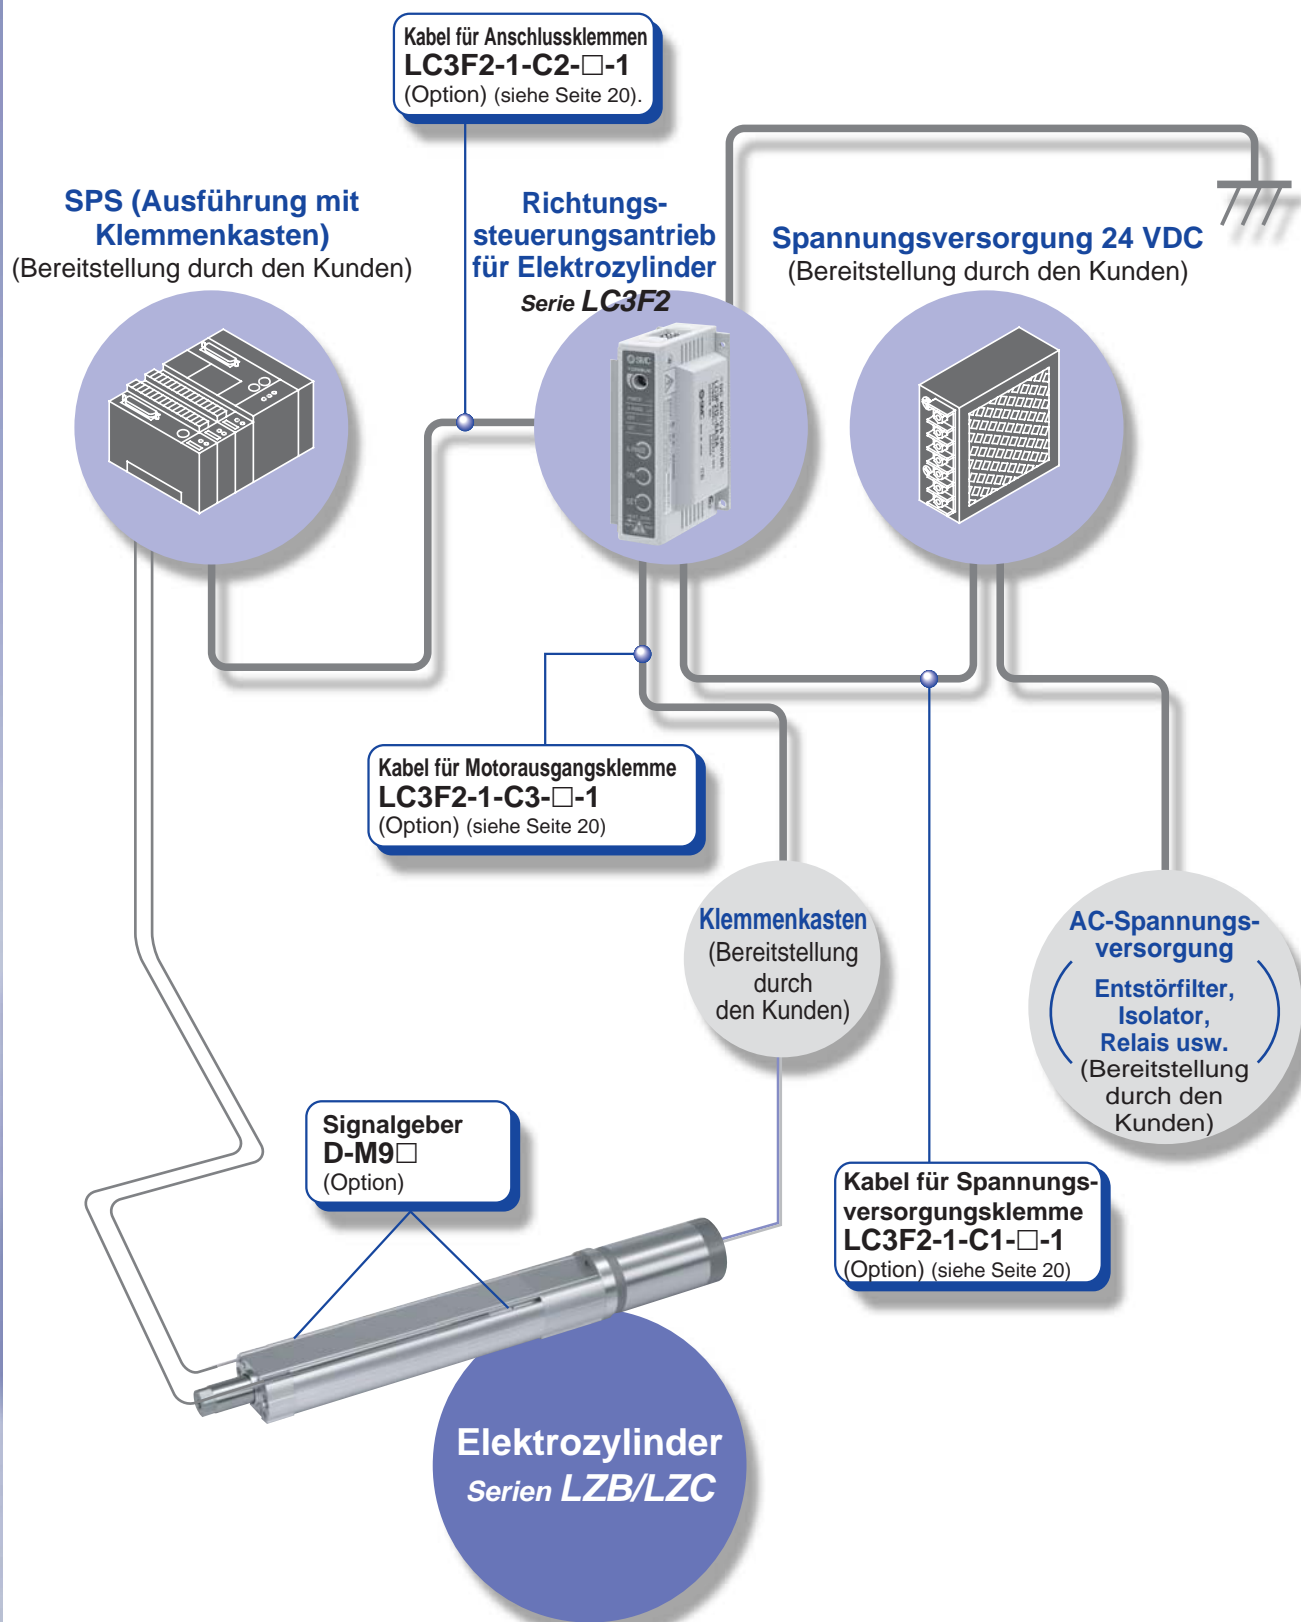 Kabel für Anschlussklemmen
LC3F2-1-C2-□-1
(Option) (siehe Seite 20).
SPS (Ausführung mit
Klemmenkasten)
(Bereitstellung durch den Kunden)
Richtungs-
steuerungsantrieb
für Elektrozylinder
Serie LC3F2
Spannungsversorgung 24 VDC
(Bereitstellung durch den Kunden)
SMC
Kabel für Motorausgangsklemme
LC3F2-1-C3-□-1
(Option) (siehe Seite 20)
Klemmenkasten
(Bereitstellung
durch
den Kunden)
AC-Spannungs-
versorgung
Entstörfilter,
Isolator,
Relais usw.
(Bereitstellung
durch den
Kunden)
Signalgeber
D-M9□
(Option)
Kabel für Spannungs-
versorgungsklemme
LC3F2-1-C1-□-1
(Option) (siehe Seite 20)
Elektrozylinder
Serien LZB/LZC